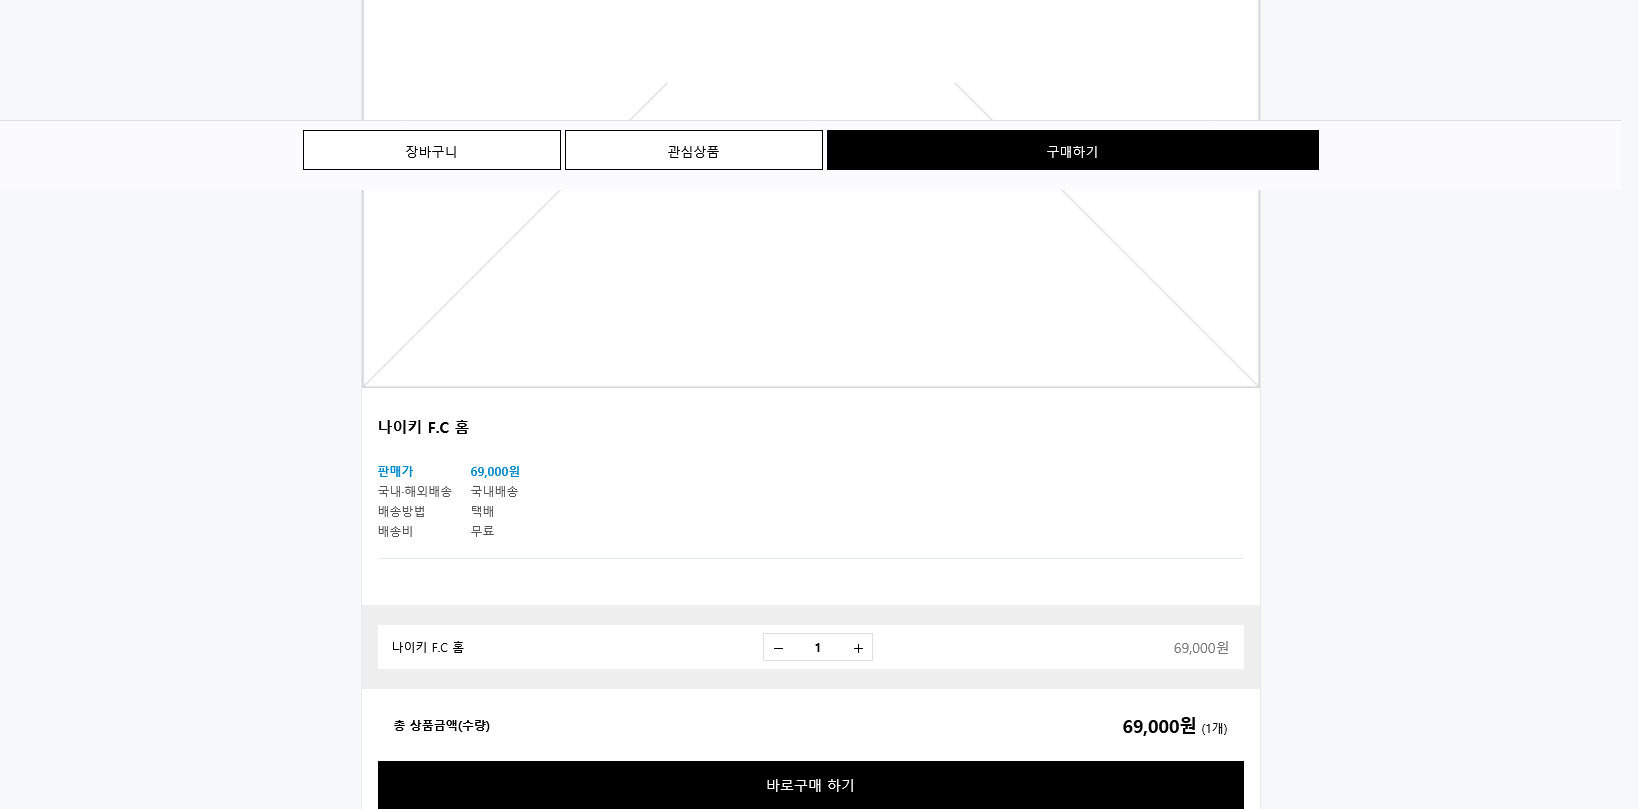 장바구니 관심상품 구매하기
나이키 F.C 홈
판매가 69,000원
국내·해외배송 국내배송
배송방법 택배
배송비 무료
나이키 F.C 홈 1 69,000원
총 상품금액(수량) 69,000원 (1개)
바로구매 하기